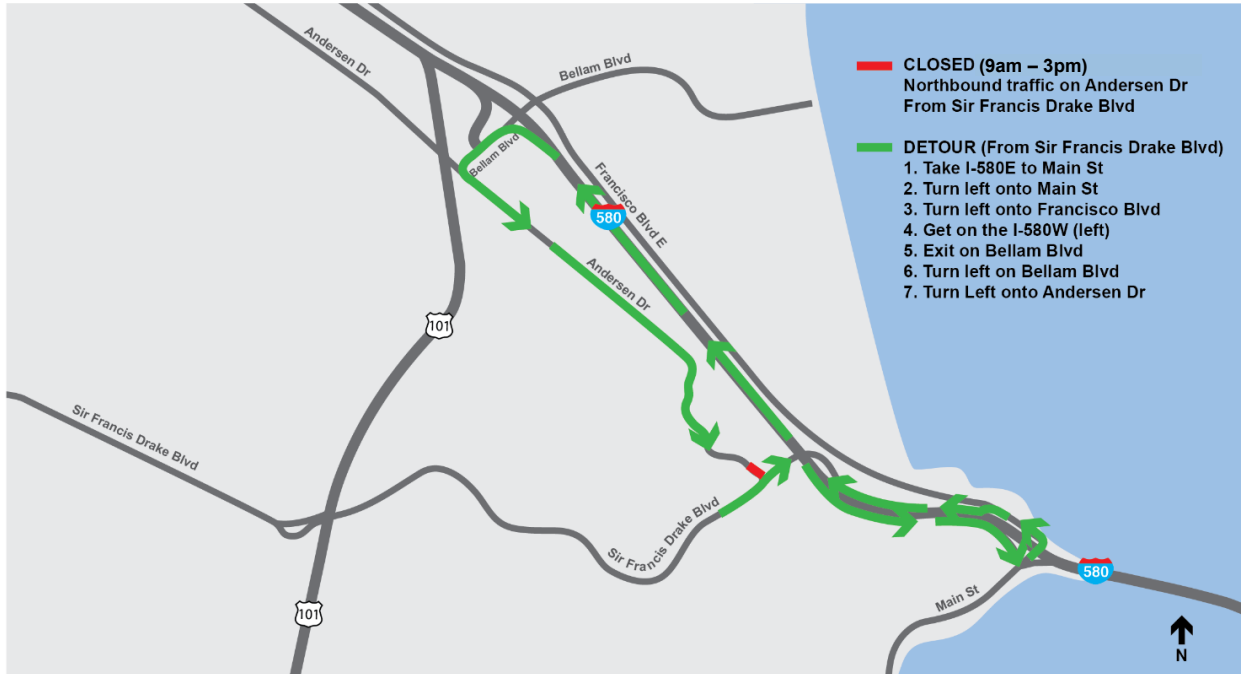 Andersen Dr
Bellam Blvd
CLOSED (9am – 3pm)
Northbound traffic on Andersen Dr
From Sir Francis Drake Blvd
DETOUR (From Sir Francis Drake Blvd)
1. Take I-580E to Main St
2. Turn left onto Main St
3. Turn left onto Francisco Blvd
4. Get on the I-580W (left)
5. Exit on Bellam Blvd
6. Turn left on Bellam Blvd
7. Turn Left onto Andersen Dr
Bellam Blvd
Francisco Blvd E
580
Andersen Dr
101
Sir Francis Drake Blvd
Sir Francis Drake Blvd
580
Main St
101
N